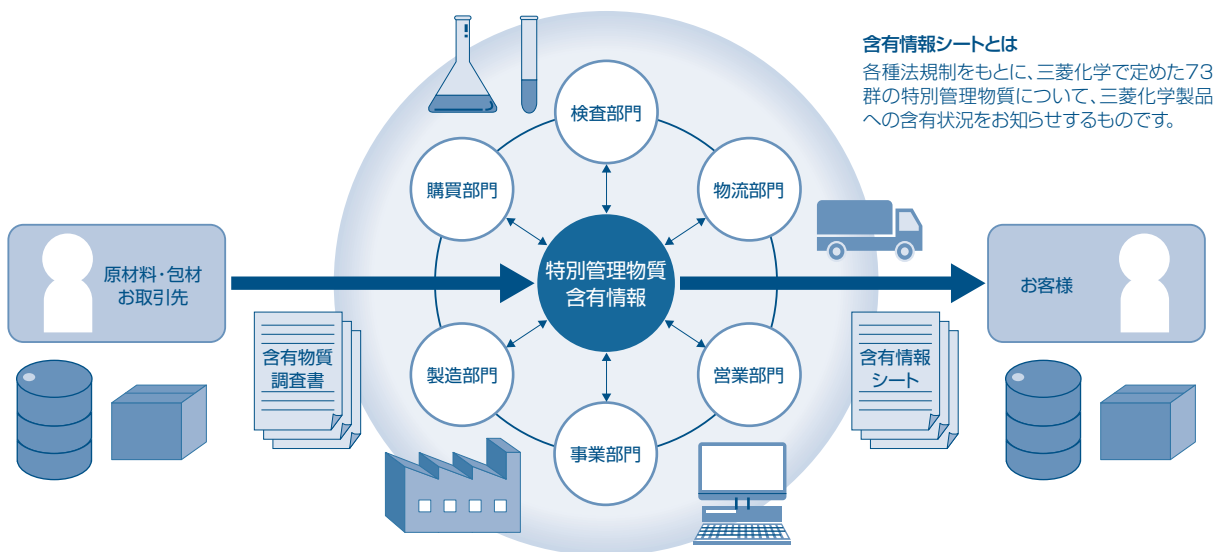 含有情報シートとは
各種法規制をもとに、三菱化学で定めた73
群の特別管理物質について、三菱化学製品
への含有状況をお知らせするものです。
検査部門
購買部門
物流部門
原材料・包材
お取引先
特別管理物質
含有情報
お客様
含有物質
調査書
製造部門
営業部門
含有情報
シート
事業部門